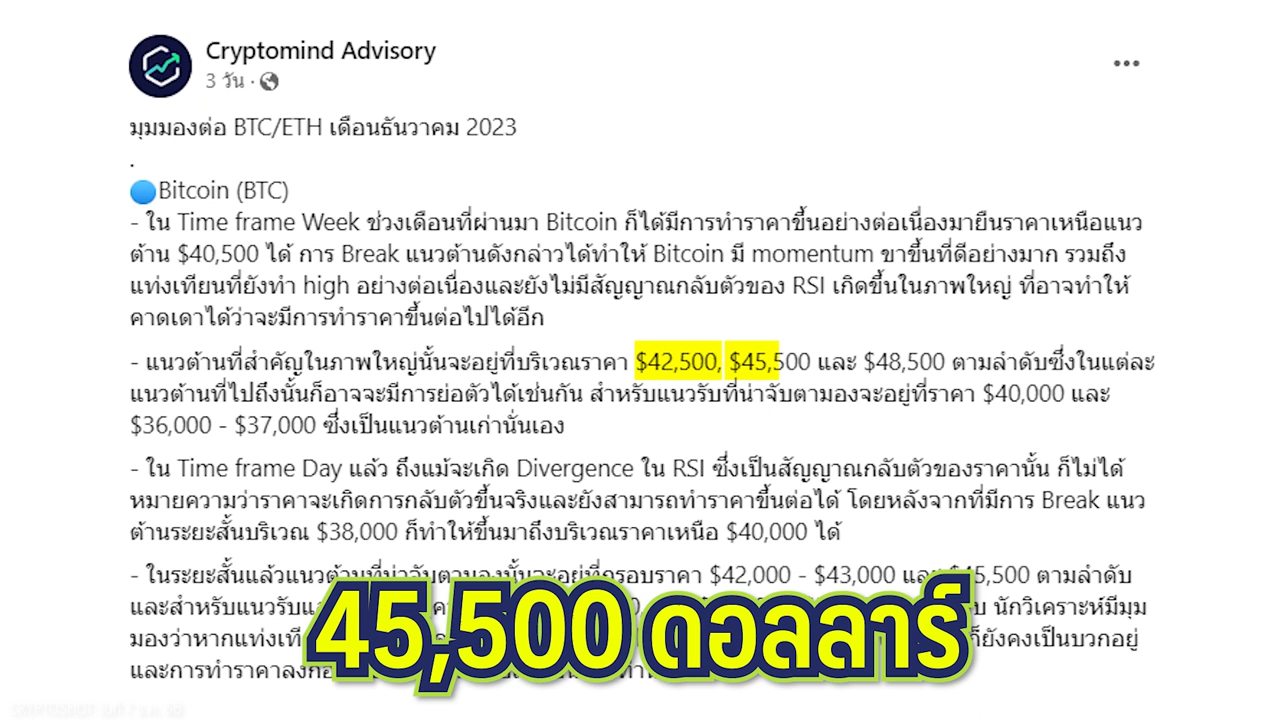 Cryptomind Advisory
3 วัน ·
มุมมองต่อ BTC/ETH เดือนธันวาคม 2023
.
Bitcoin (BTC)
- ใน Time frame Week ช่วงเดือนที่ผ่านมา Bitcoin ก็ได้มีการทำราคาขึ้นอย่างต่อเนื่องมายืนราคาเหนือแนว
ต้าน $40,500 ได้ การ Break แนวต้านดังกล่าวได้ทำให้ Bitcoin มี momentum ขาขึ้นที่ดีอย่างมาก รวมถึง
แท่งเทียนที่ยังทำ high อย่างต่อเนื่องและยังไม่มีสัญญาณกลับตัวของ RSI เกิดขึ้นในภาพใหญ่ ที่อาจทำให้
คาดเดาได้ว่าจะมีการทำราคาขึ้นต่อไปได้อีก
- แนวต้านที่สำคัญในภาพใหญ่นั้นจะอยู่ที่บริเวณราคา $42,500, $45,500 และ $48,500 ตามลำดับซึ่งในแต่ละ
แนวต้านที่ไปถึงนั้นก็อาจจะมีการย่อตัวได้เช่นกัน สำหรับแนวรับที่น่าจับตามองจะอยู่ที่ราคา $40,000 และ
$36,000 - $37,000 ซึ่งเป็นแนวต้านเก่านั่นเอง
- ใน Time frame Day แล้ว ถึงแม้จะเกิด Divergence ใน RSI ซึ่งเป็นสัญญาณกลับตัวของราคานั้น ก็ไม่ได้
หมายความว่าราคาจะเกิดการกลับตัวขึ้นจริงและยังสามารถทำราคาขึ้นต่อได้ โดยหลังจากที่มีการ Break แนว
ต้านระยะสั้นบริเวณ $38,000 ก็ทำให้ขึ้นมาถึงบริเวณราคาเหนือ $40,000 ได้
- ในระยะสั้นแล้วแนวต้านที่น่าจับตามองนั้นจะอยู่ที่กรอบราคา $42,000 - $43,000 และ $45,500 ตามลำดับ
และสำหรับแนวรับ นักวิเคราะห์มีมุม
มองว่าหากแท่งเที ก็ยังคงเป็นบวกอยู่
และการทำราคาลง
45,500 ดอลลาร์